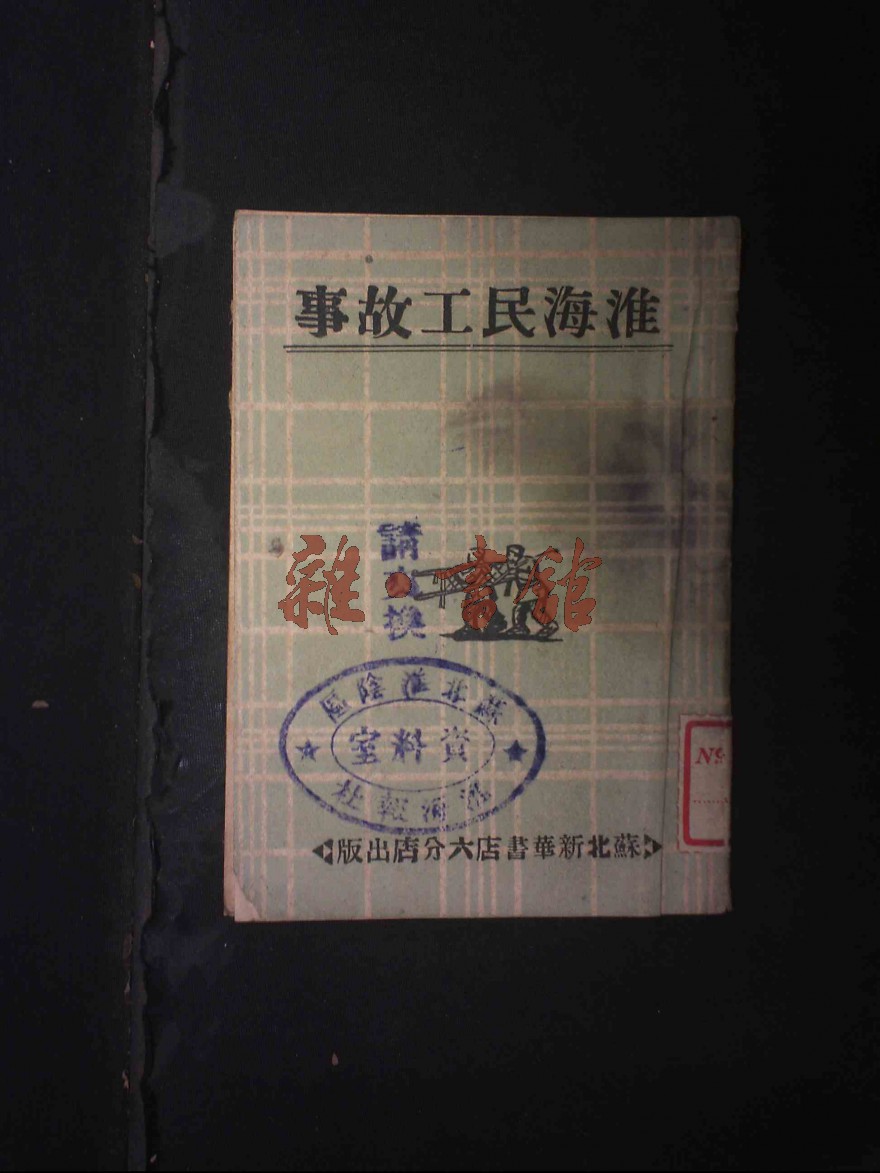 淮海民工故事
請交換
雜·書館
蘇北淮陰區
資料室
淮海報社
蘇北新華書店六分店出版
No